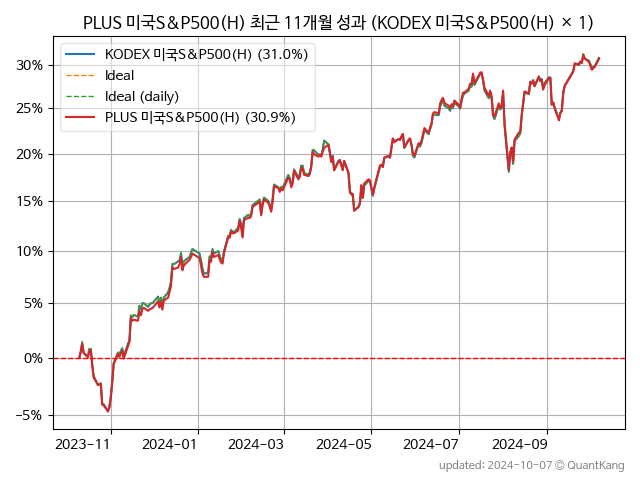 PLUS 미국S&P500(H) 최근 11개월 성과 (KODEX 미국S&P500(H) × 1)
KODEX 미국S&P500(H) (31.0%)
Ideal
Ideal (daily)
PLUS 미국S&P500(H) (30.9%)
30%
25%
20%
15%
10%
5%
0%
−5%
2023-11
2024-01
2024-03
2024-05
2024-07
2024-09
updated: 2024-10-07 © QuantKang